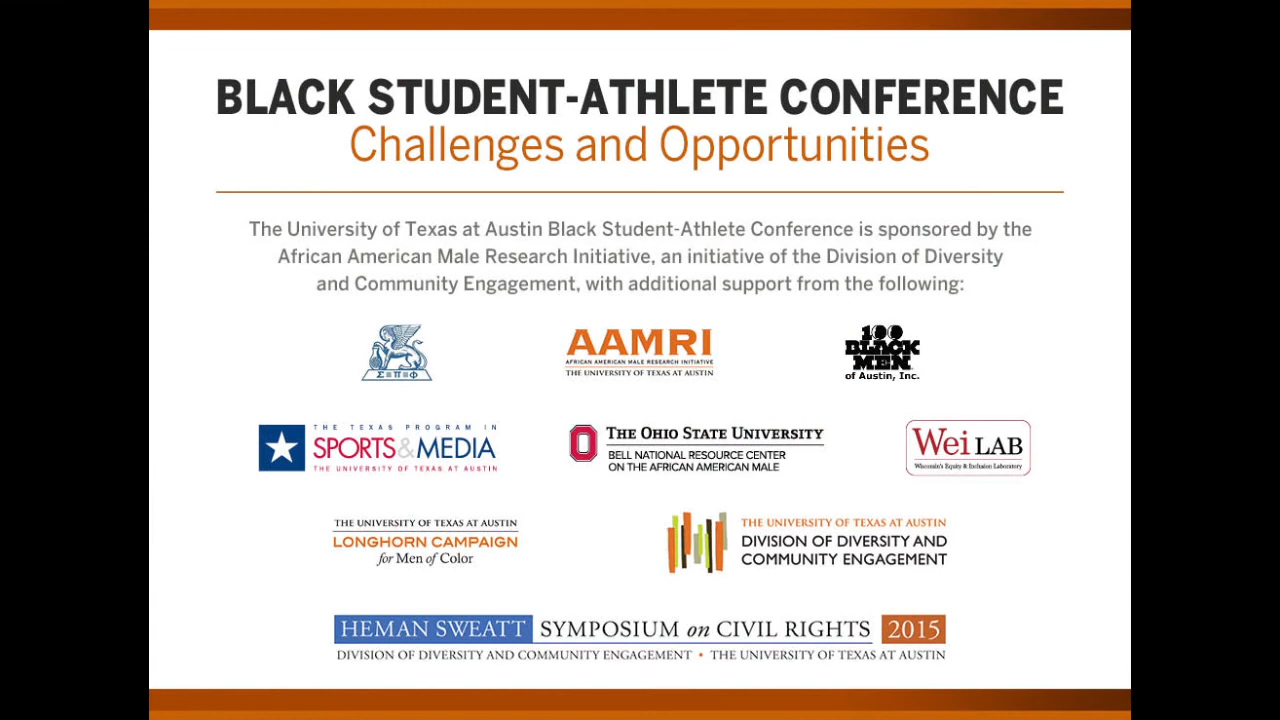 BLACK STUDENT-ATHLETE CONFERENCE
Challenges and Opportunities
The University of Texas at Austin Black Student-Athlete Conference is sponsored by the
African American Male Research Initiative, an initiative of the Division of Diversity
and Community Engagement, with additional support from the following:
Σ≡Π≡Φ
AAMRI
AFRICAN AMERICAN MALE RESEARCH INITIATIVE
THE UNIVERSITY OF TEXAS AT AUSTIN
100
BLACK
MEN
of Austin, Inc.
THE TEXAS PROGRAM IN
SPORTS&MEDIA
THE UNIVERSITY OF TEXAS AT AUSTIN
THE OHIO STATE UNIVERSITY
BELL NATIONAL RESOURCE CENTER
ON THE AFRICAN AMERICAN MALE
Wei LAB
Wisconsin's Equity & Inclusion Laboratory
THE UNIVERSITY OF TEXAS AT AUSTIN
LONGHORN CAMPAIGN
for Men of Color
THE UNIVERSITY OF TEXAS AT AUSTIN
DIVISION OF DIVERSITY AND
COMMUNITY ENGAGEMENT
HEMAN SWEATT SYMPOSIUM on CIVIL RIGHTS 2015
DIVISION OF DIVERSITY AND COMMUNITY ENGAGEMENT • THE UNIVERSITY OF TEXAS AT AUSTIN